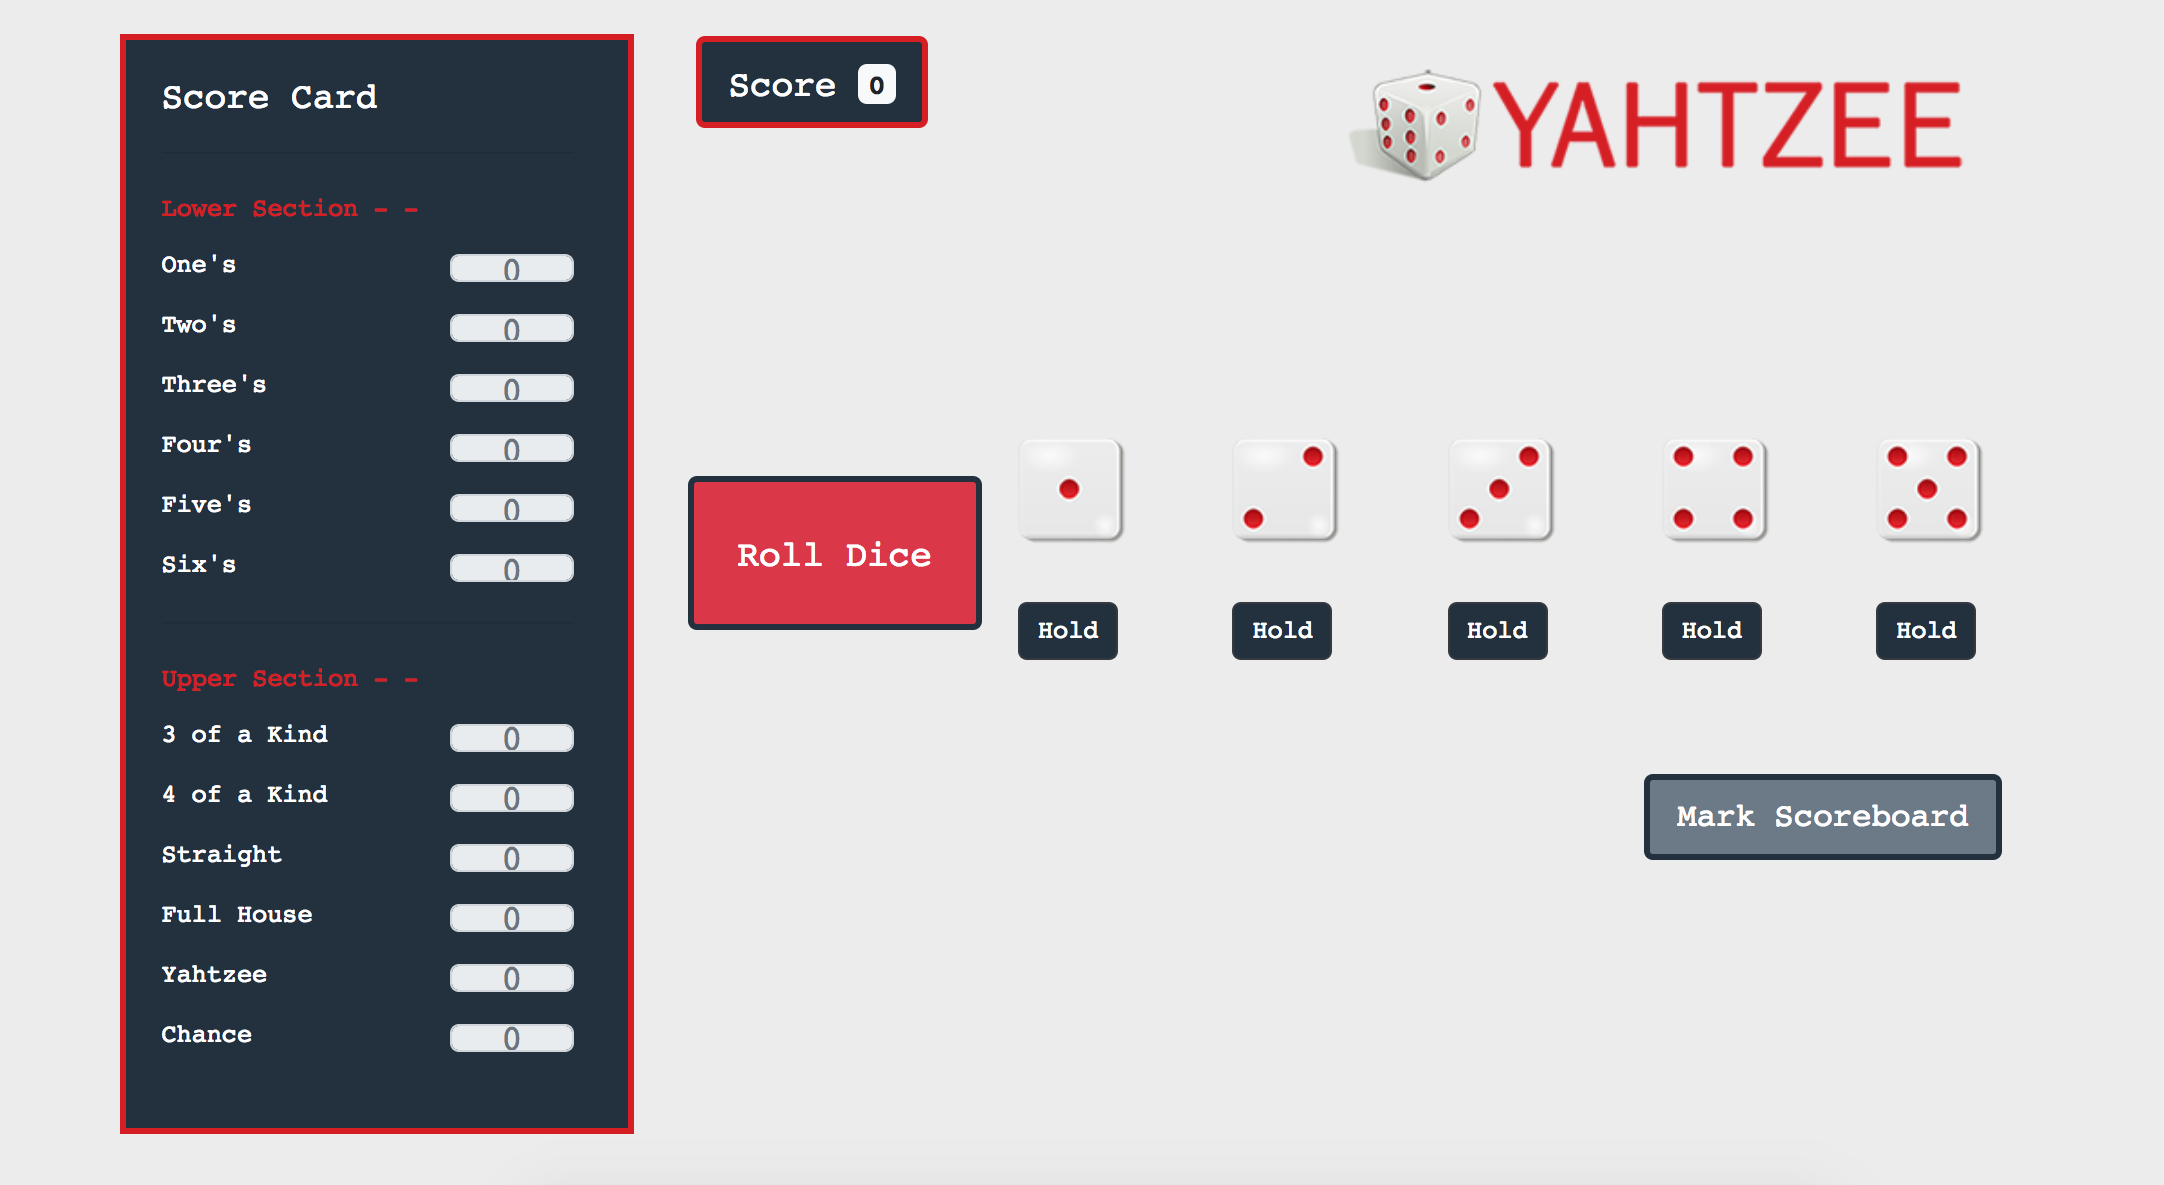 Score Card
Lower Section - -
One's 0
Two's 0
Three's 0
Four's 0
Five's 0
Six's 0
Upper Section - -
3 of a Kind 0
4 of a Kind 0
Straight 0
Full House 0
Yahtzee 0
Chance 0
Score 0
YAHTZEE
Roll Dice
Hold Hold Hold Hold Hold
Mark Scoreboard